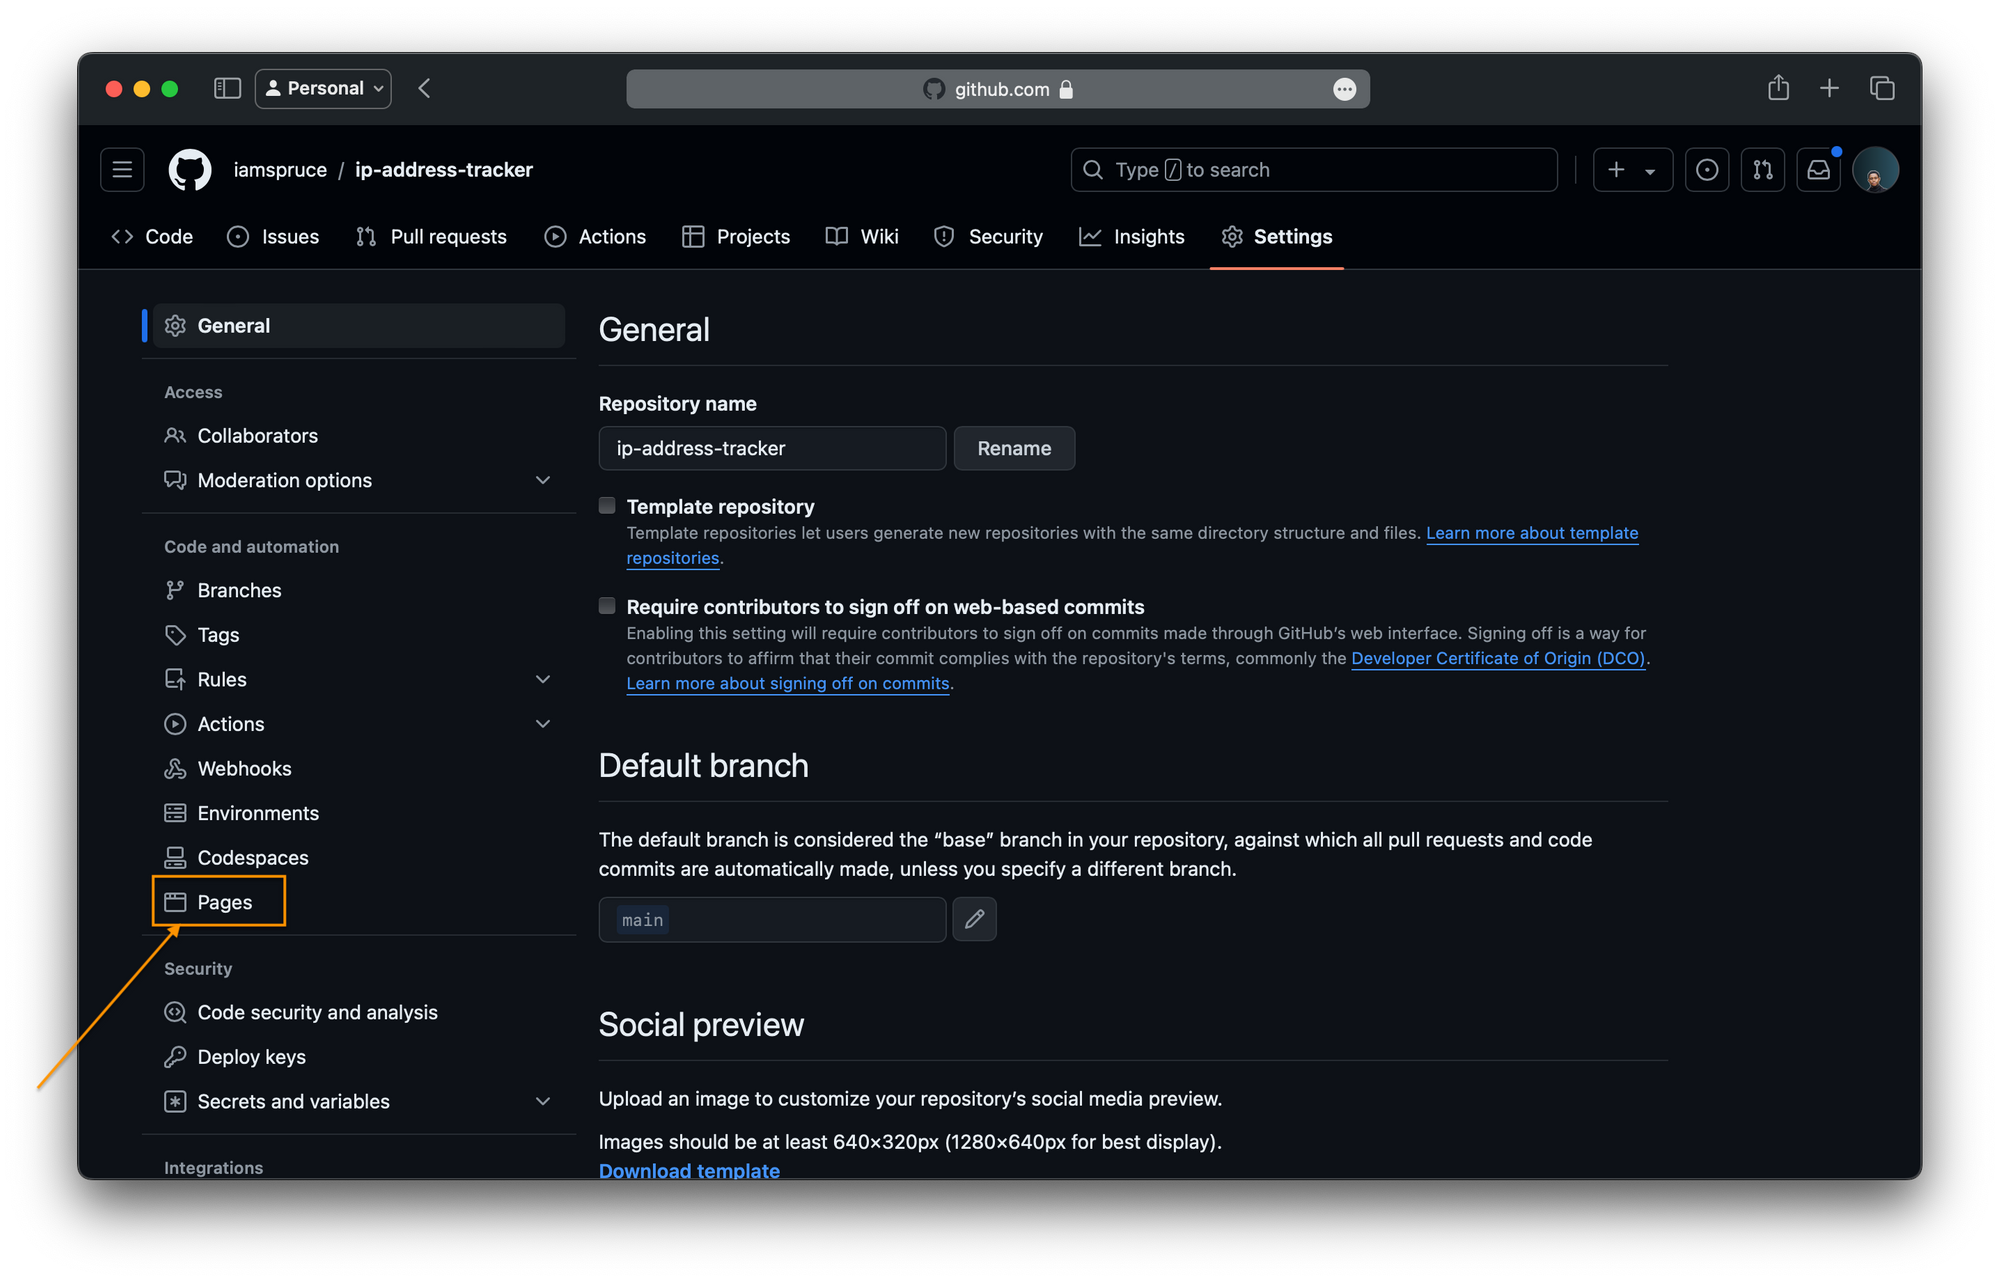 Personal
github.com
iamspruce / ip-address-tracker
Type / to search
Code Issues Pull requests Actions Projects Wiki Security Insights Settings
General
Access
Collaborators
Moderation options
Code and automation
Branches
Tags
Rules
Actions
Webhooks
Environments
Codespaces
Pages
Security
Code security and analysis
Deploy keys
Secrets and variables
Integrations
General
Repository name
ip-address-tracker Rename
Template repository
Template repositories let users generate new repositories with the same directory structure and files. Learn more about template
repositories.
Require contributors to sign off on web-based commits
Enabling this setting will require contributors to sign off on commits made through GitHub’s web interface. Signing off is a way for
contributors to affirm that their commit complies with the repository's terms, commonly the Developer Certificate of Origin (DCO).
Learn more about signing off on commits.
Default branch
The default branch is considered the “base” branch in your repository, against which all pull requests and code
commits are automatically made, unless you specify a different branch.
main
Social preview
Upload an image to customize your repository’s social media preview.
Images should be at least 640×320px (1280×640px for best display).
Download template